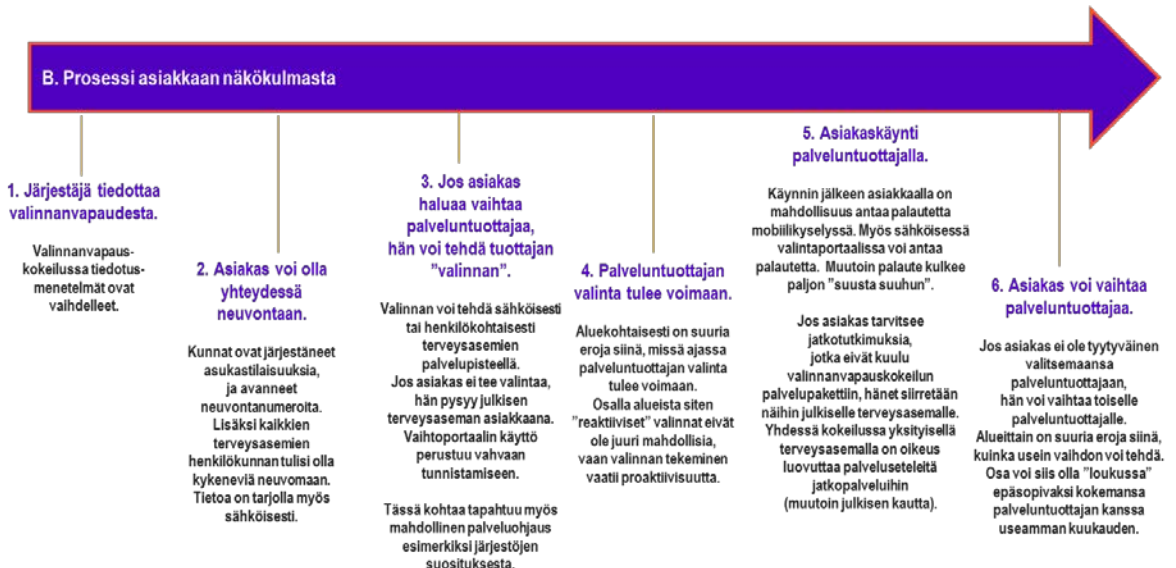 B. Prosessi asiakkaan näkökulmasta
1. Järjestäjä tiedottaa
valinnanvapaudesta.
Valinnanvapaus-
kokeilussa tiedotus-
menetelmät ovat
vaihdelleet.
2. Asiakas voi olla
yhteydessä
neuvontaan.
Kunnat ovat järjestäneet
asukastilaisuuksia,
ja avanneet
neuvontanumeroita.
Lisäksi kaikkien
terveysasemien
henkilökunnan tulisi olla
kykeneviä neuvomaan.
Tietoa on tarjolla myös
sähköisesti.
3. Jos asiakas
haluaa vaihtaa
palveluntuottajaa,
hän voi tehdä tuottajan
"valinnan".
Valinnan voi tehdä sähköisesti
tai henkilökohtaisesti
terveysasemien
palvelupisteellä.
Jos asiakas ei tee valintaa,
hän pysyy julkisen
terveysaseman asiakkaana.
Vaihtoportaalin käyttö
perustuu vahvaan
tunnistamiseen.
Tässä kohtaa tapahtuu myös
mahdollinen palveluohjaus
esimerkiksi järjestöjen
suosituksesta.
4. Palveluntuottajan
valinta tulee voimaan.
Aluekohtaisesti on suuria
eroja siinä, missä ajassa
palveluntuottajan valinta
tulee voimaan.
Osalla alueista siten
"reaktiiviset" valinnat eivät
ole juuri mahdollisia,
vaan valinnan tekeminen
vaatii proaktiivisuutta.
5. Asiakaskäynti
palveluntuottajalla.
Käynnin jälkeen asiakkaalla on
mahdollisuus antaa palautetta
mobiilikyselyssä. Myös sähköisessä
valintaportaalissa voi antaa
palautetta. Muutoin palaute kulkee
paljon "suusta suuhun".
Jos asiakas tarvitsee
jatkotutkimuksia,
jotka eivät kuulu
valinnanvapauskokeilun
palvelupakettiin, hänet siirretään
näihin julkiselle terveysasemalle.
Yhdessä kokeilussa yksityisellä
terveysasemalla on oikeus
luovuttaa palveluseteleitä
jatkopalveluihin
(muutoin julkisen kautta).
6. Asiakas voi vaihtaa
palveluntuottajaa.
Jos asiakas ei ole tyytyväinen
valitsemaansa
palveluntuottajaan,
hän voi vaihtaa toiselle
palveluntuottajalle.
Alueittain on suuria eroja siinä,
kuinka usein vaihdon voi tehdä.
Osa voi siis olla "loukussa"
epäsopivaksi kokemansa
palveluntuottajan kanssa
useamman kuukauden.